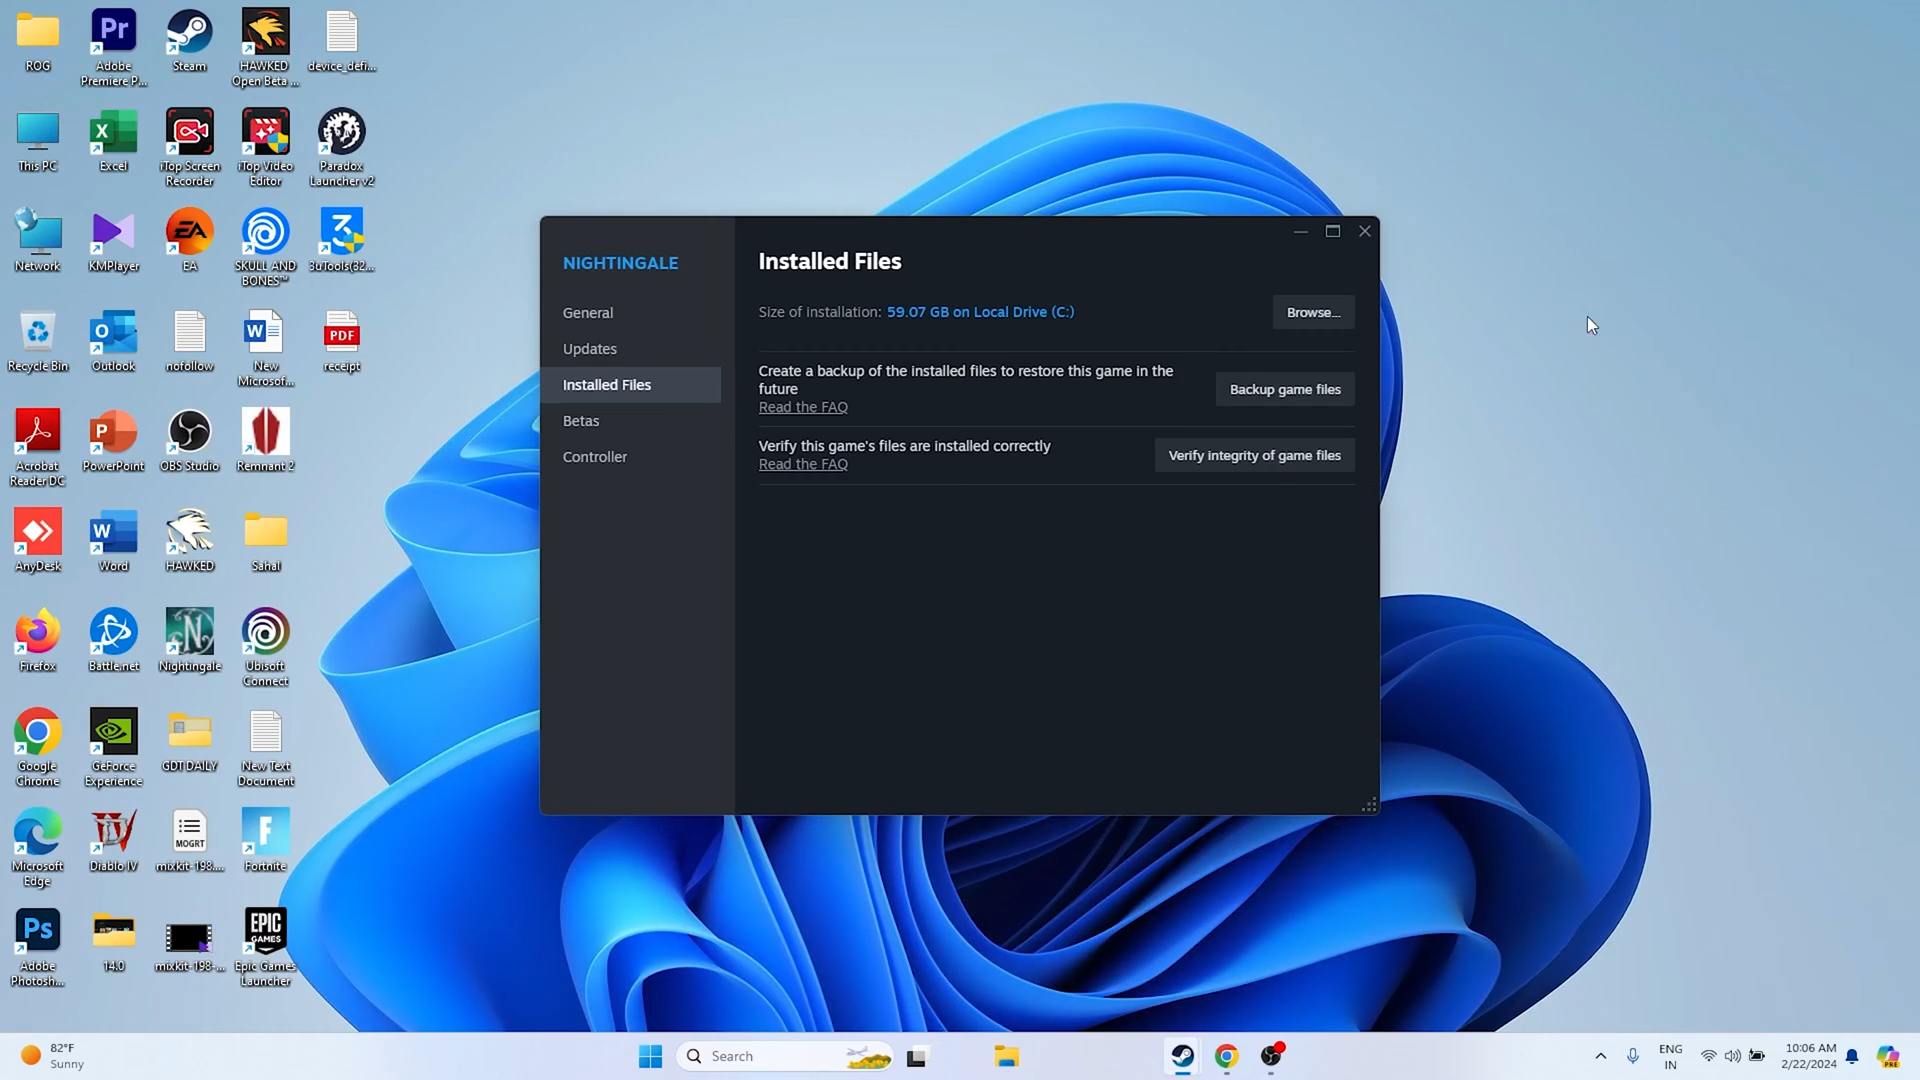 ROG
Adobe
Premiere P...
Steam
HAWKED
Open Beta ...
device_defi...
This PC
Excel
iTop Screen
Recorder
iTop Video
Editor
Paradox
Launcher v2
Network
KMPlayer
EA
SKULL AND
BONES™
3uTools(32...
Recycle Bin
Outlook
nofollow
New
Microsof...
PDF
receipt
Acrobat
Reader DC
PowerPoint
OBS Studio
Remnant 2
AnyDesk
Word
HAWKED
Sahal
Firefox
Battle.net
Nightingale
Ubisoft
Connect
Google
Chrome
GeForce
Experience
GDT DAILY
New Text
Document
Microsoft
Edge
Diablo IV
MOGRT
mixkit-198....
Fortnite
Adobe
Photosh...
14.0
mixkit-198-...
EPIC
GAMES
Epic Games
Launcher
NIGHTINGALE
General
Updates
Installed Files
Betas
Controller
Installed Files
Size of installation: 59.07 GB on Local Drive (C:)
Browse...
Create a backup of the installed files to restore this game in the
future
Read the FAQ
Backup game files
Verify this game's files are installed correctly
Read the FAQ
Verify integrity of game files
82°F
Sunny
Search
ENG
IN
10:06 AM
2/22/2024
PRE